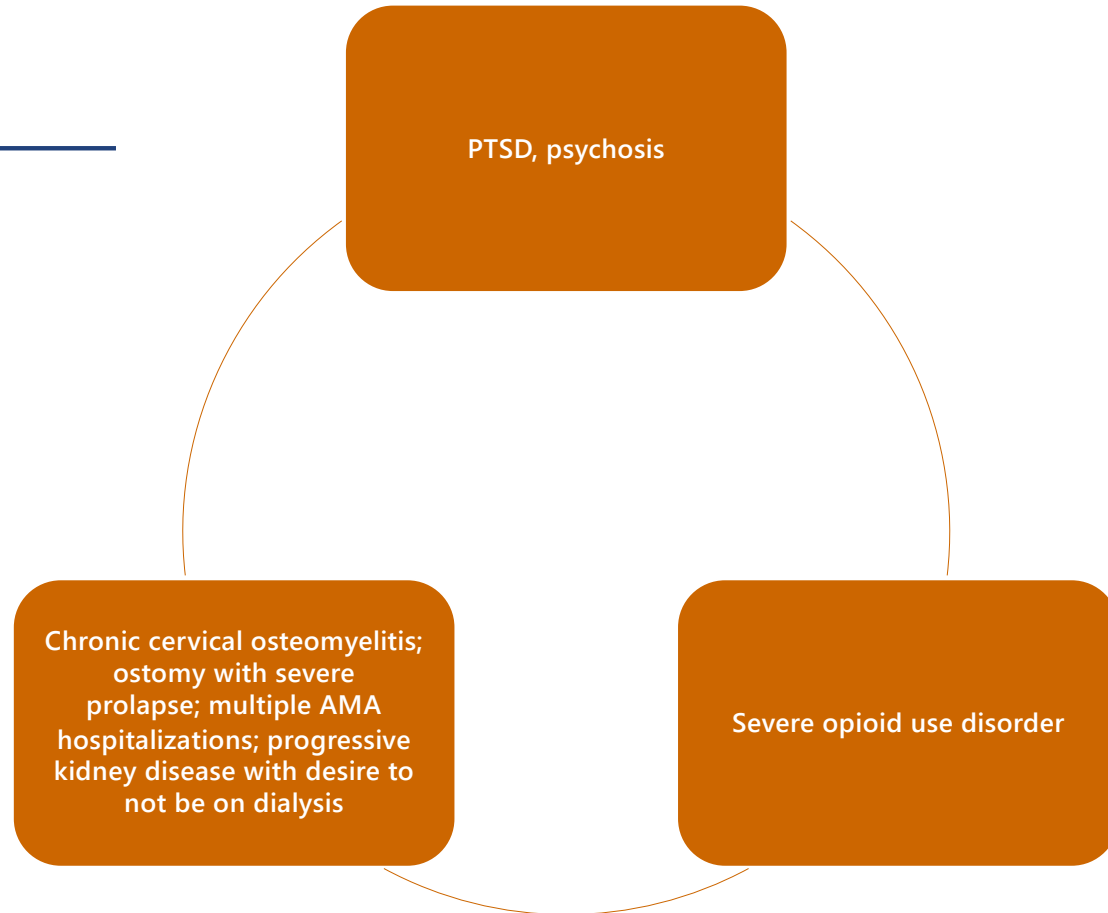 PTSD, psychosis
Chronic cervical osteomyelitis;
ostomy with severe
prolapse; multiple AMA
hospitalizations; progressive
kidney disease with desire to
not be on dialysis
Severe opioid use disorder